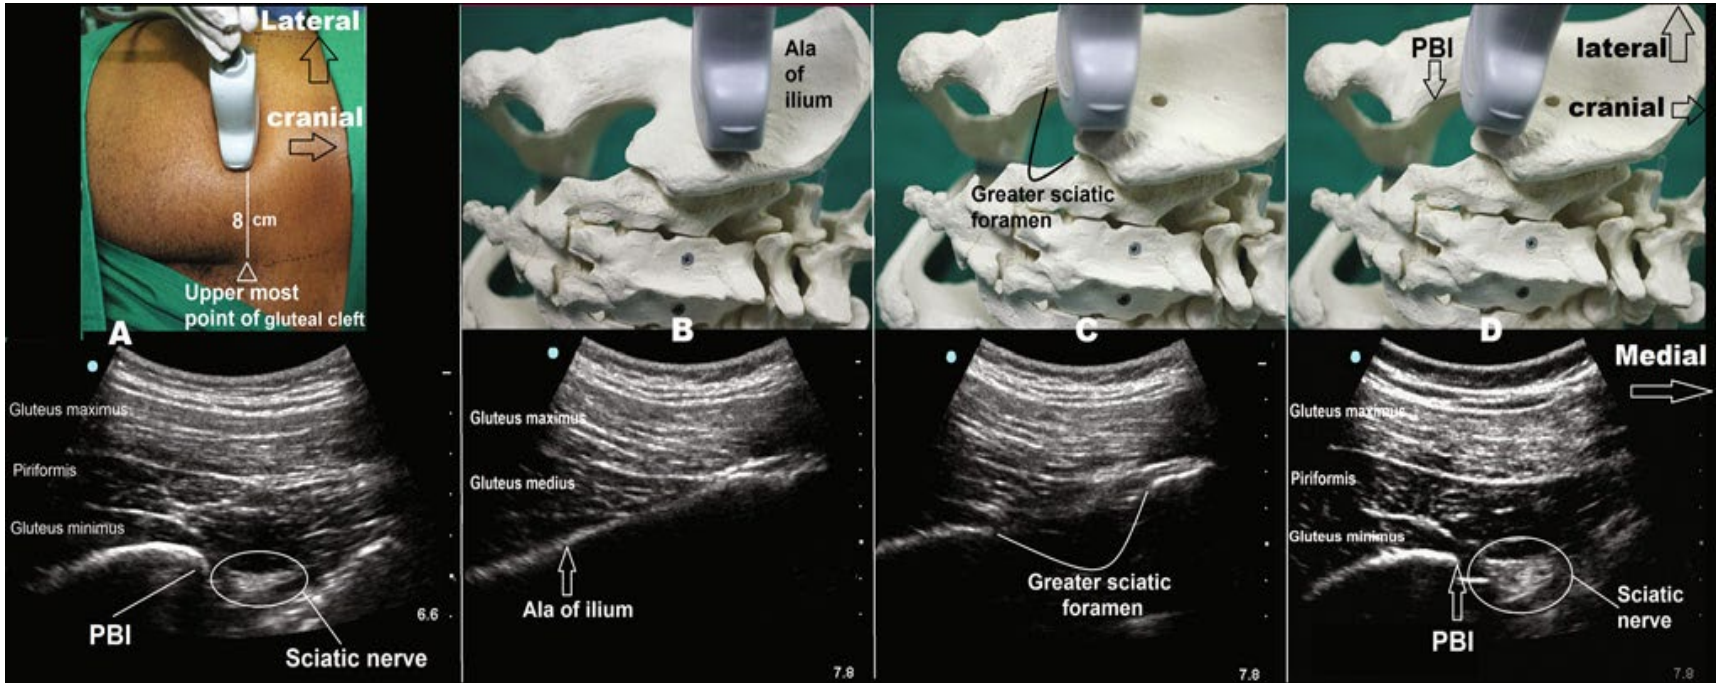 Lateral
cranial
8 cm
Upper most
point of gluteal cleft
A
Gluteus maximus
Piriformis
Gluteus minimus
PBI
Sciatic nerve
6.6
Ala
of
ilium
B
Gluteus maximus
Gluteus medius
Ala of ilium
7.8
Greater sciatic
foramen
C
Greater sciatic
foramen
7.8
PBI
lateral
cranial
D
Medial
Gluteus maximus
Piriformis
Gluteus minimus
Sciatic
nerve
PBI
7.8